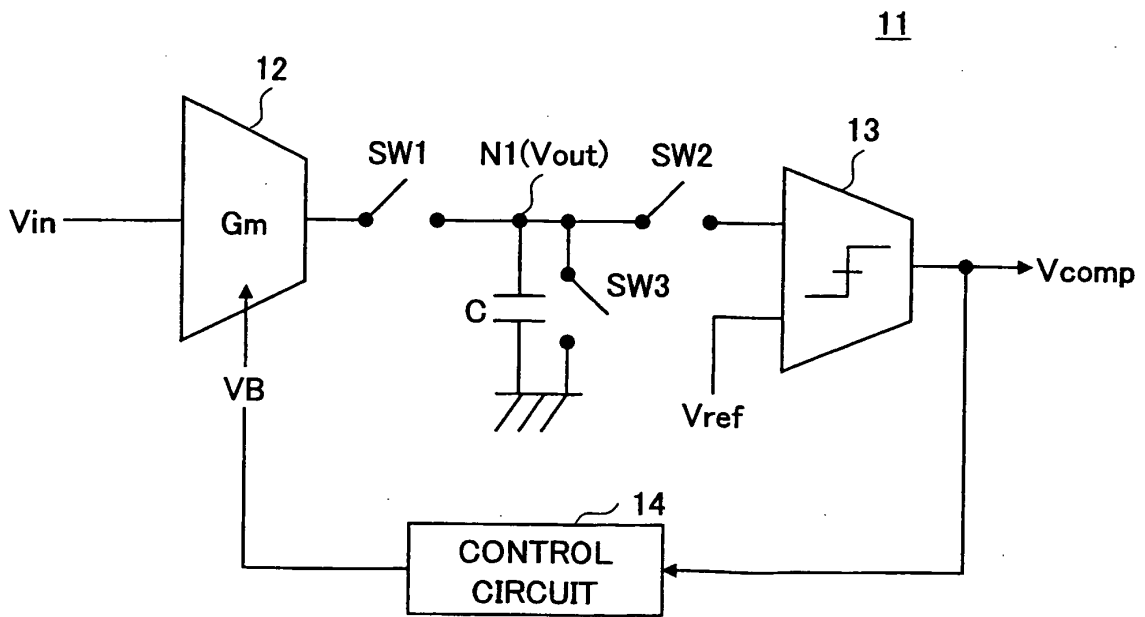 11
12
SW1
N1(Vout)
SW2
13
Vin
Gm
SW3
C
Vcomp
VB
Vref
14
CONTROL
CIRCUIT